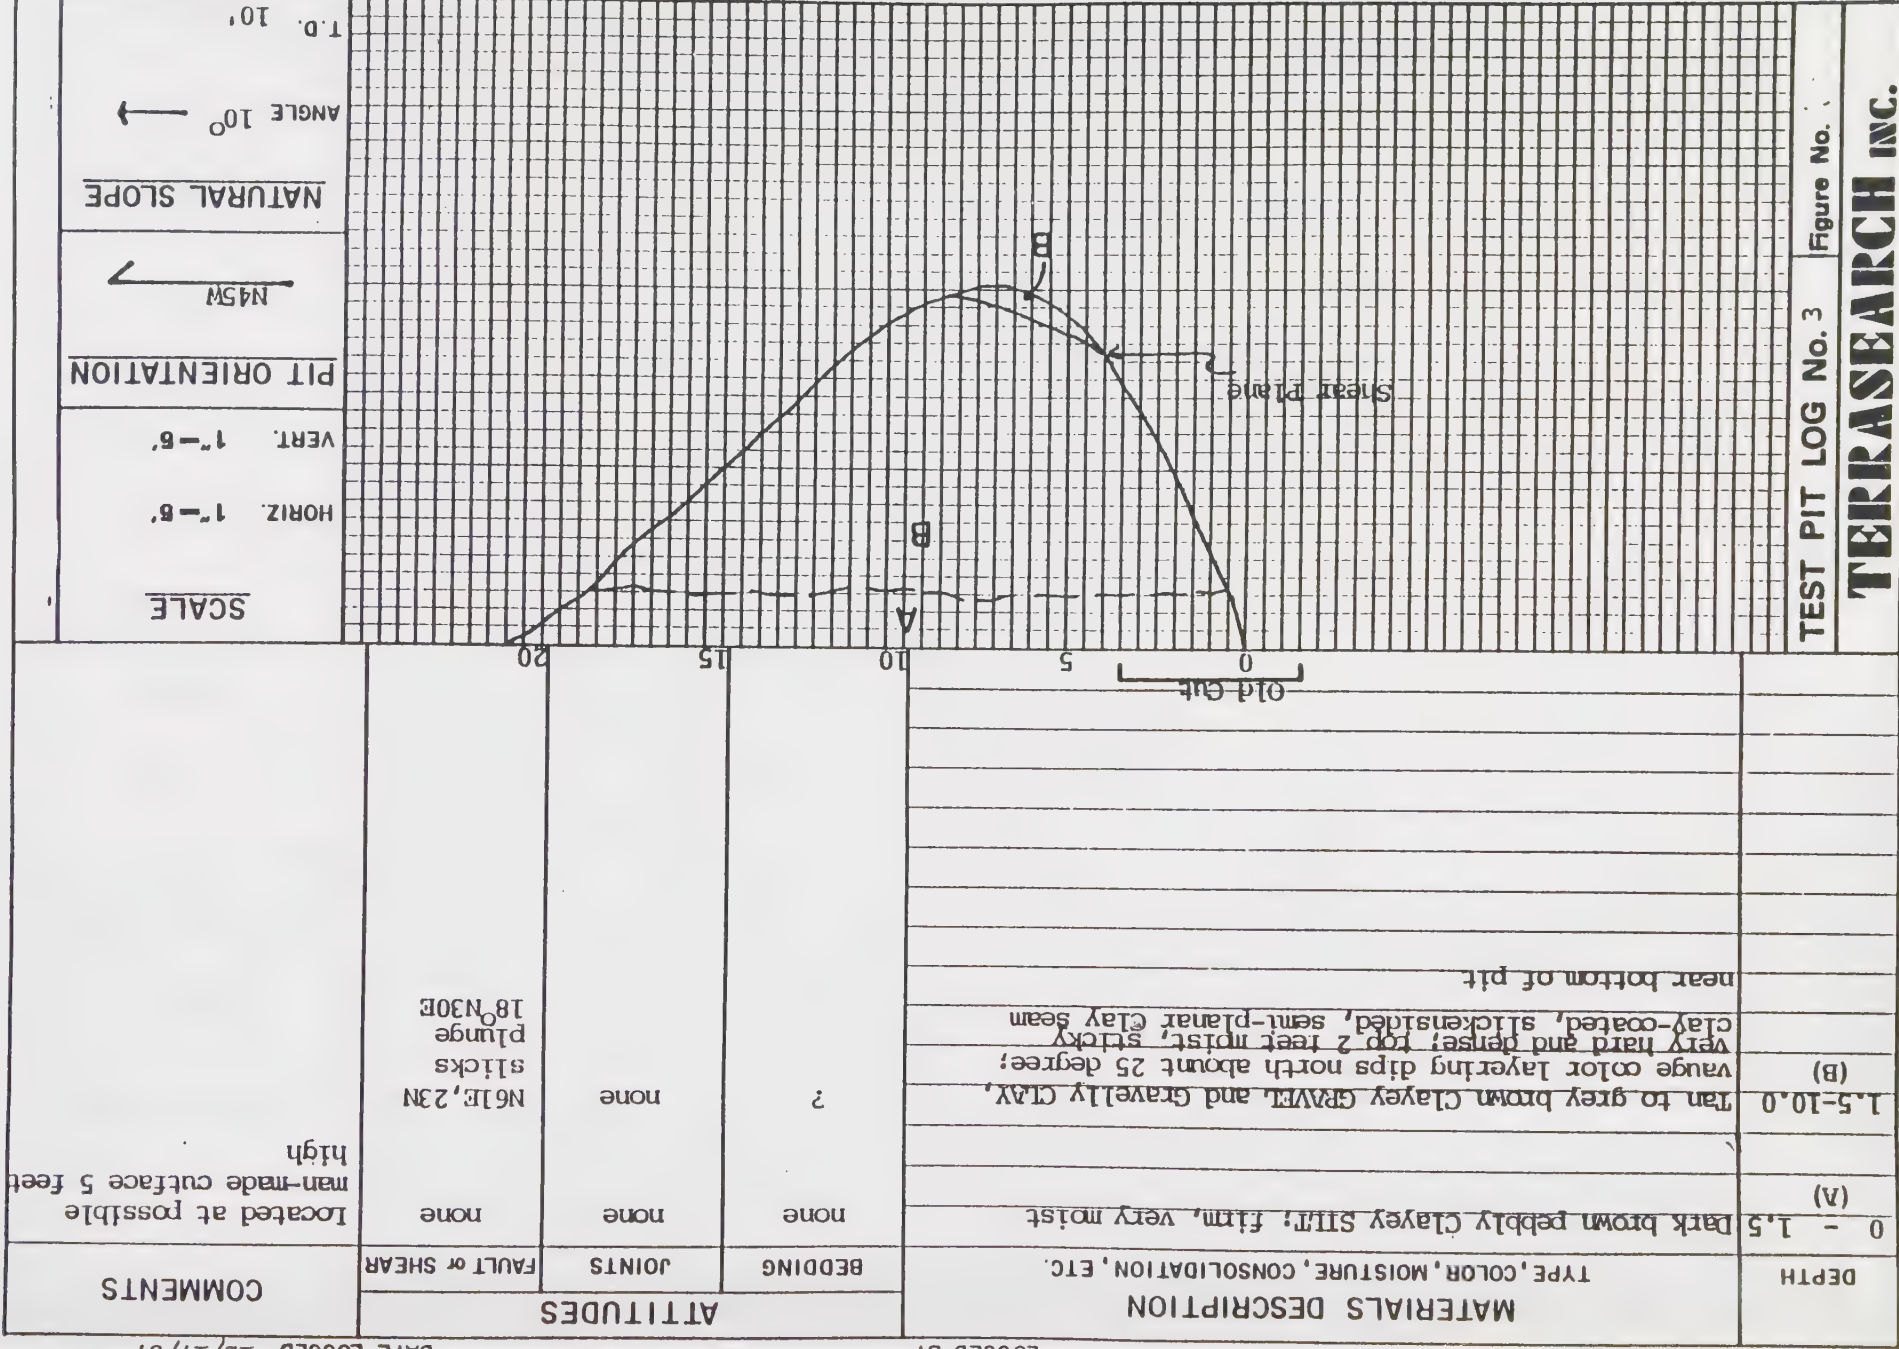 DEPTH
MATERIALS DESCRIPTION
TYPE, COLOR, MOISTURE, CONSOLIDATION, ETC.
ATTITUDES
BEDDING
JOINTS
FAULT or SHEAR
COMMENTS
0 - 1.5
(A)
Dark brown pebbly Clayey SILT; firm, very moist
none
none
none
Located at possible
man-made cutface 5 feet
high
1.5-10.0
(B)
Tan to grey brown Clayey GRAVEL and Gravelly CLAY,
vauge color layering dips north abount 25 degree;
very hard and dense; top 2 feet mpist; sticky
clay-coated, slickensided, semi-planar Clay Seam
near bottom of pit
?
none
N61E,23N
slicks
plunge
18°N30E
Old Cut
0
5
10
15
20
A
B
Shear Plane
B
SCALE
HORIZ. 1"=5'
VERT. 1"=5'
PIT ORIENTATION
N45W
NATURAL SLOPE
ANGLE 10°
T.D. 10'
TEST PIT LOG No. 3
Figure No.
TERRASEARCH INC.